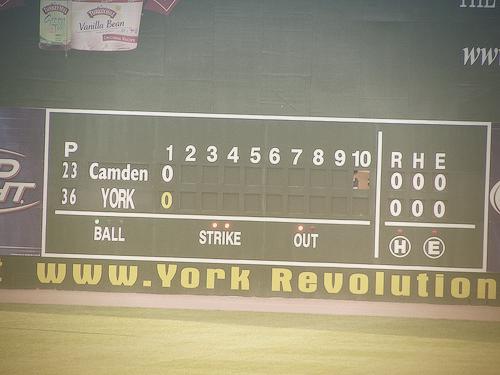 Vanilla Bean
THE
ww
P 1 2 3 4 5 6 7 8 9 10 R H E
23 Camden 0 0 0 0
36 YORK 0 0 0 0
BALL STRIKE OUT H E
www.York Revolution